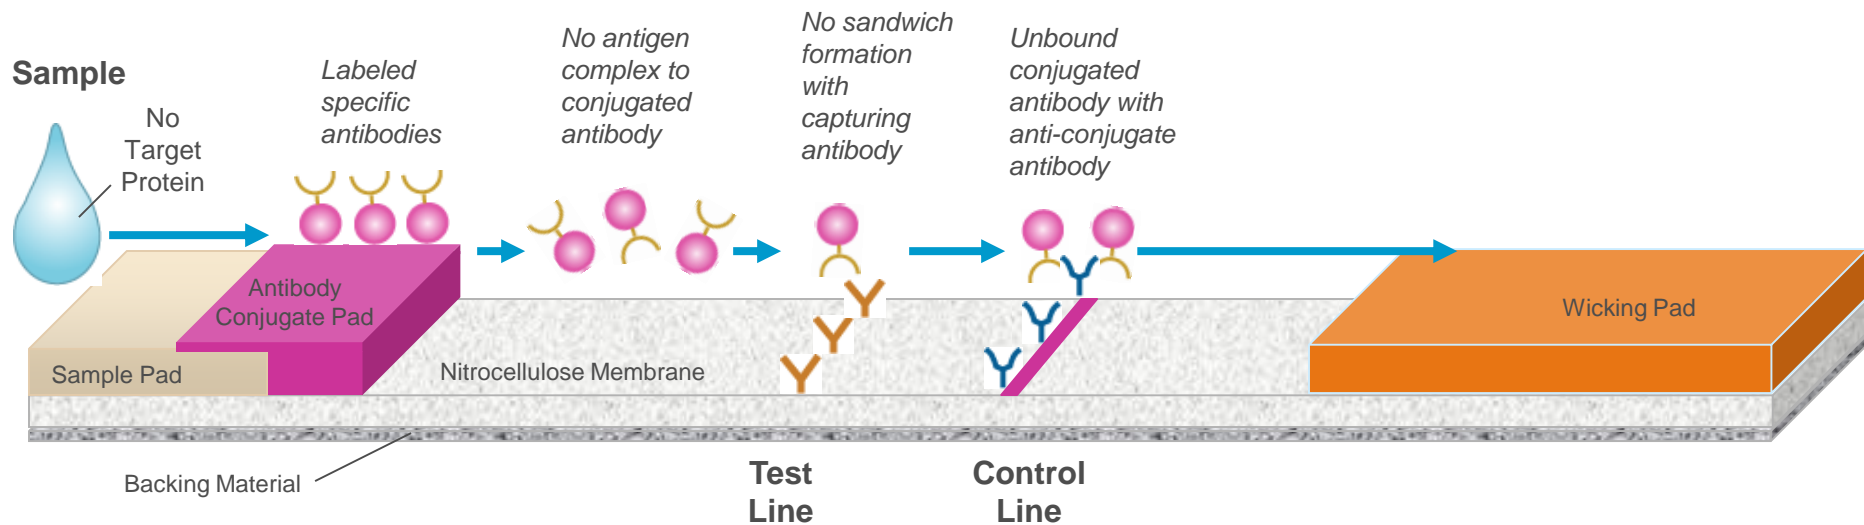 Sample
No
Target
Protein
Labeled
specific
antibodies
No antigen
complex to
conjugated
antibody
No sandwich
formation
with
capturing
antibody
Unbound
conjugated
antibody with
anti-conjugate
antibody
Antibody
Conjugate Pad
Sample Pad
Nitrocellulose Membrane
Wicking Pad
Backing Material
Test
Line
Control
Line